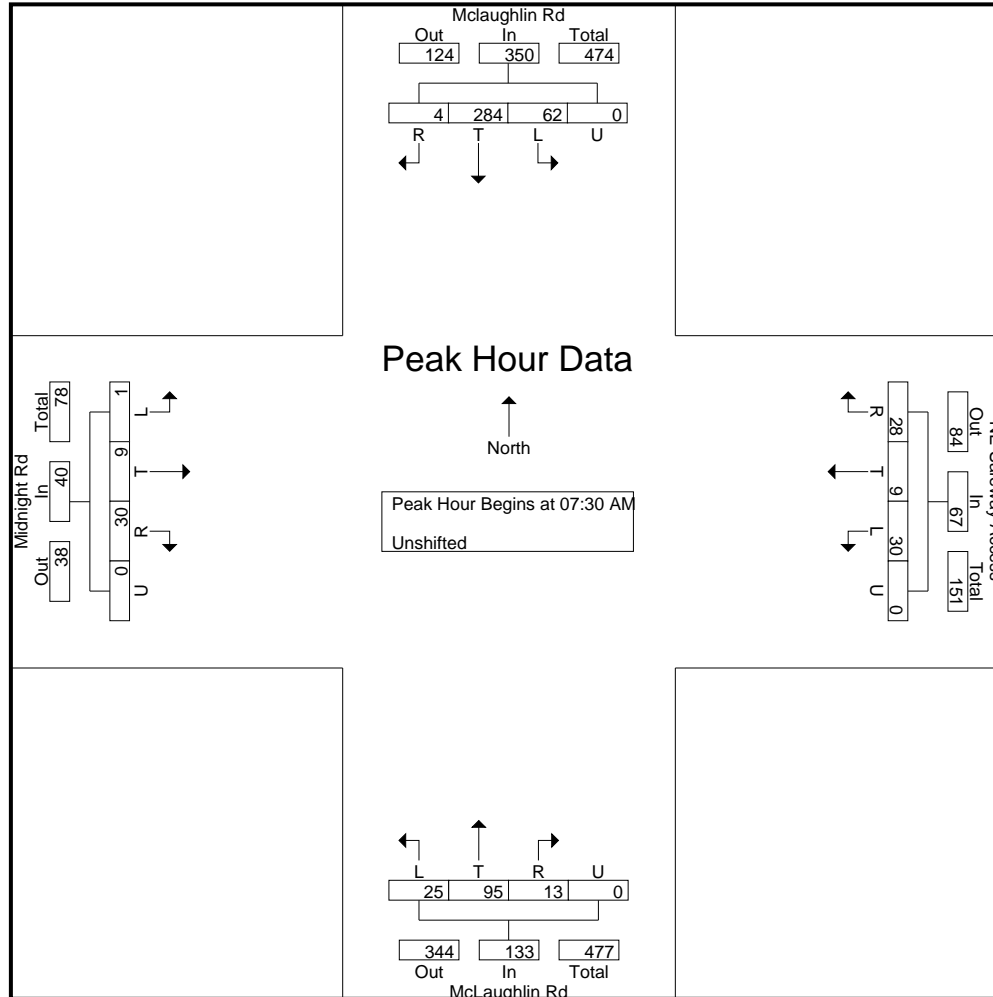 Mclaughlin Rd
Out In Total
124 350 474
4 284 62 0
R T L U
Peak Hour Data
North
Peak Hour Begins at 07:30 AM
Unshifted
Midnight Rd
Out In Total
38 40 78
1 9 30 0
L T R U
Out In Total
84 67 151
28 9 30 0
R T L U
L T R U
25 95 13 0
344 133 477
Out In Total
McLaughlin Rd